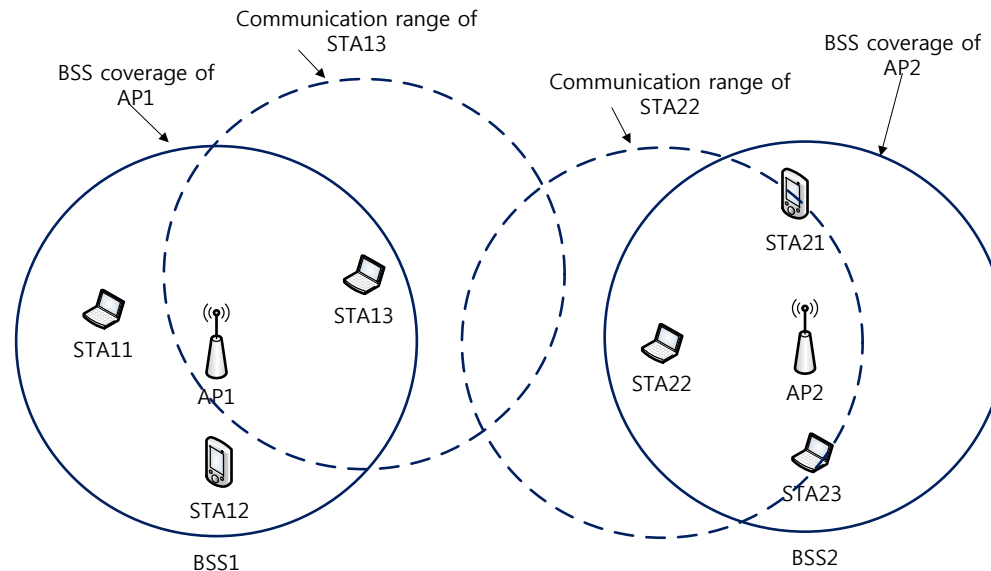 Communication range of
STA13
BSS coverage of
AP1
Communication range of
STA22
BSS coverage of
AP2
STA11
STA13
AP1
STA12
BSS1
STA21
STA22
AP2
STA23
BSS2